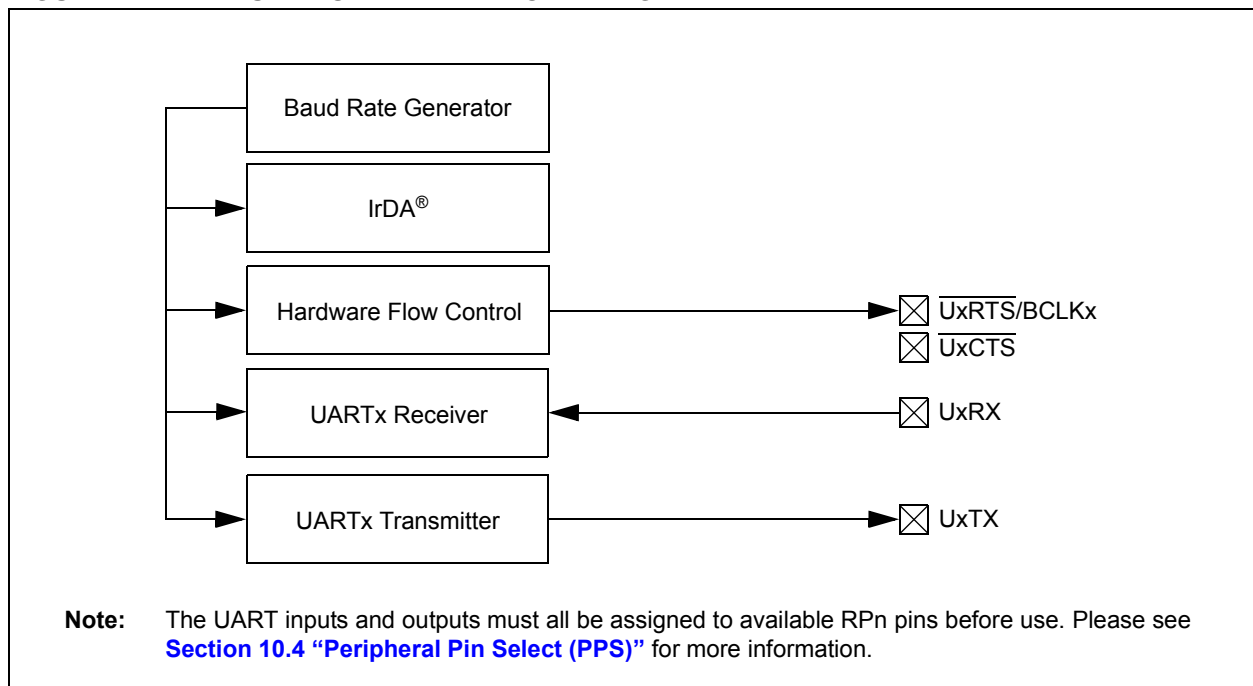 Baud Rate Generator
IrDA®
Hardware Flow Control
UxRTS/BCLKx
UxCTS
UARTx Receiver
UxRX
UARTx Transmitter
UxTX
Note: The UART inputs and outputs must all be assigned to available RPn pins before use. Please see
Section 10.4 “Peripheral Pin Select (PPS)” for more information.